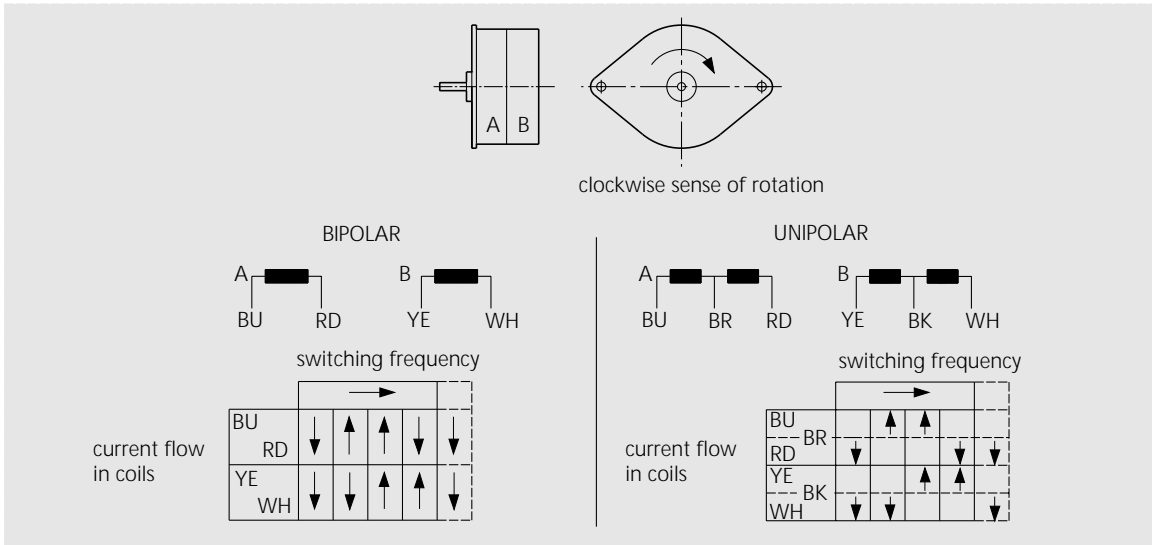 A B
clockwise sense of rotation
BIPOLAR
A B
BU RD YE WH
switching frequency
current flow
in coils
BU
RD
YE
WH
UNIPOLAR
A B
BU BR RD YE BK WH
switching frequency
current flow
in coils
BU
BR
RD
YE
BK
WH